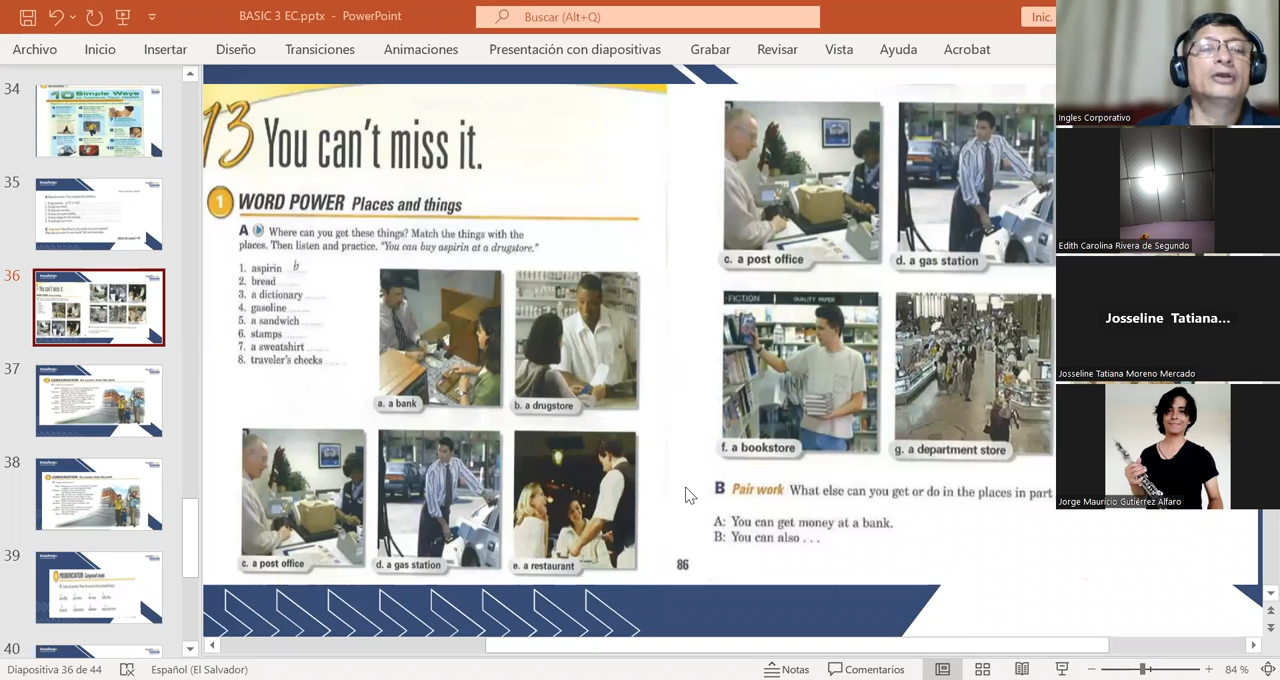 BASIC 3 EC.pptx - PowerPoint
Buscar (Alt+Q)
Inic.
Archivo Inicio Insertar Diseño Transiciones Animaciones Presentación con diapositivas Grabar Revisar Vista Ayuda Acrobat
34
35
36
37
38
39
40
13 You can't miss it.
1 WORD POWER Places and things
A Where can you get these things? Match the things with the
places. Then listen and practice. "You can buy aspirin at a drugstore."
1. aspirin b
2. bread
3. a dictionary
4. gasoline
5. a sandwich
6. stamps
7. a sweatshirt
8. traveler's checks
a. a bank
b. a drugstore
c. a post office
d. a gas station
e. a restaurant
c. a post office
d. a gas station
FICTION QUALITY PAPER
f. a bookstore
g. a department store
B Pair work What else can you get or do in the places in part
A: You can get money at a bank.
B: You can also . . .
86
Ingles Corporativo
Edith Carolina Rivera de Segundo
Josseline Tatiana...
Josseline Tatiana Moreno Mercado
Jorge Mauricio Gutiérrez Alfaro
Diapositiva 36 de 44
Español (El Salvador)
Notas
Comentarios
84 %